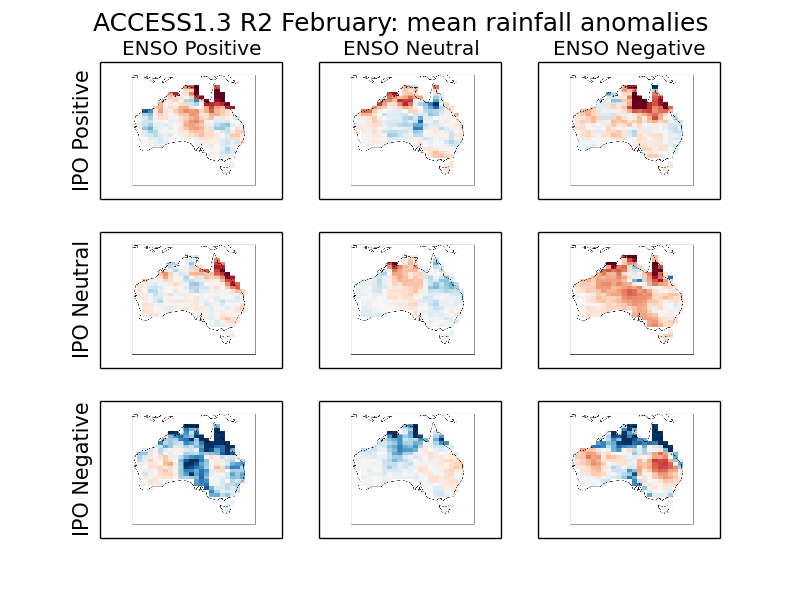 ACCESS1.3 R2 February: mean rainfall anomalies
ENSO Positive
ENSO Neutral
ENSO Negative
IPO Positive
IPO Neutral
IPO Negative